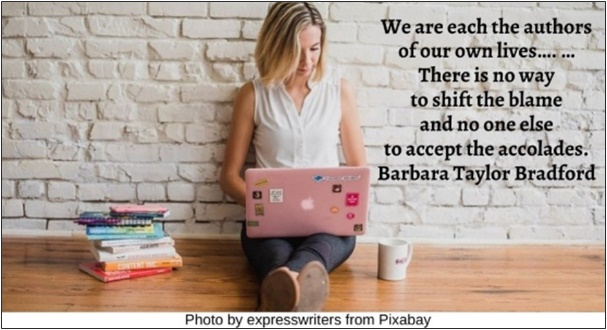 We are each the authors
of our own lives.... ...
There is no way
to shift the blame
and no one else
to accept the accolades.
Barbara Taylor Bradford
Photo by expresswriters from Pixabay